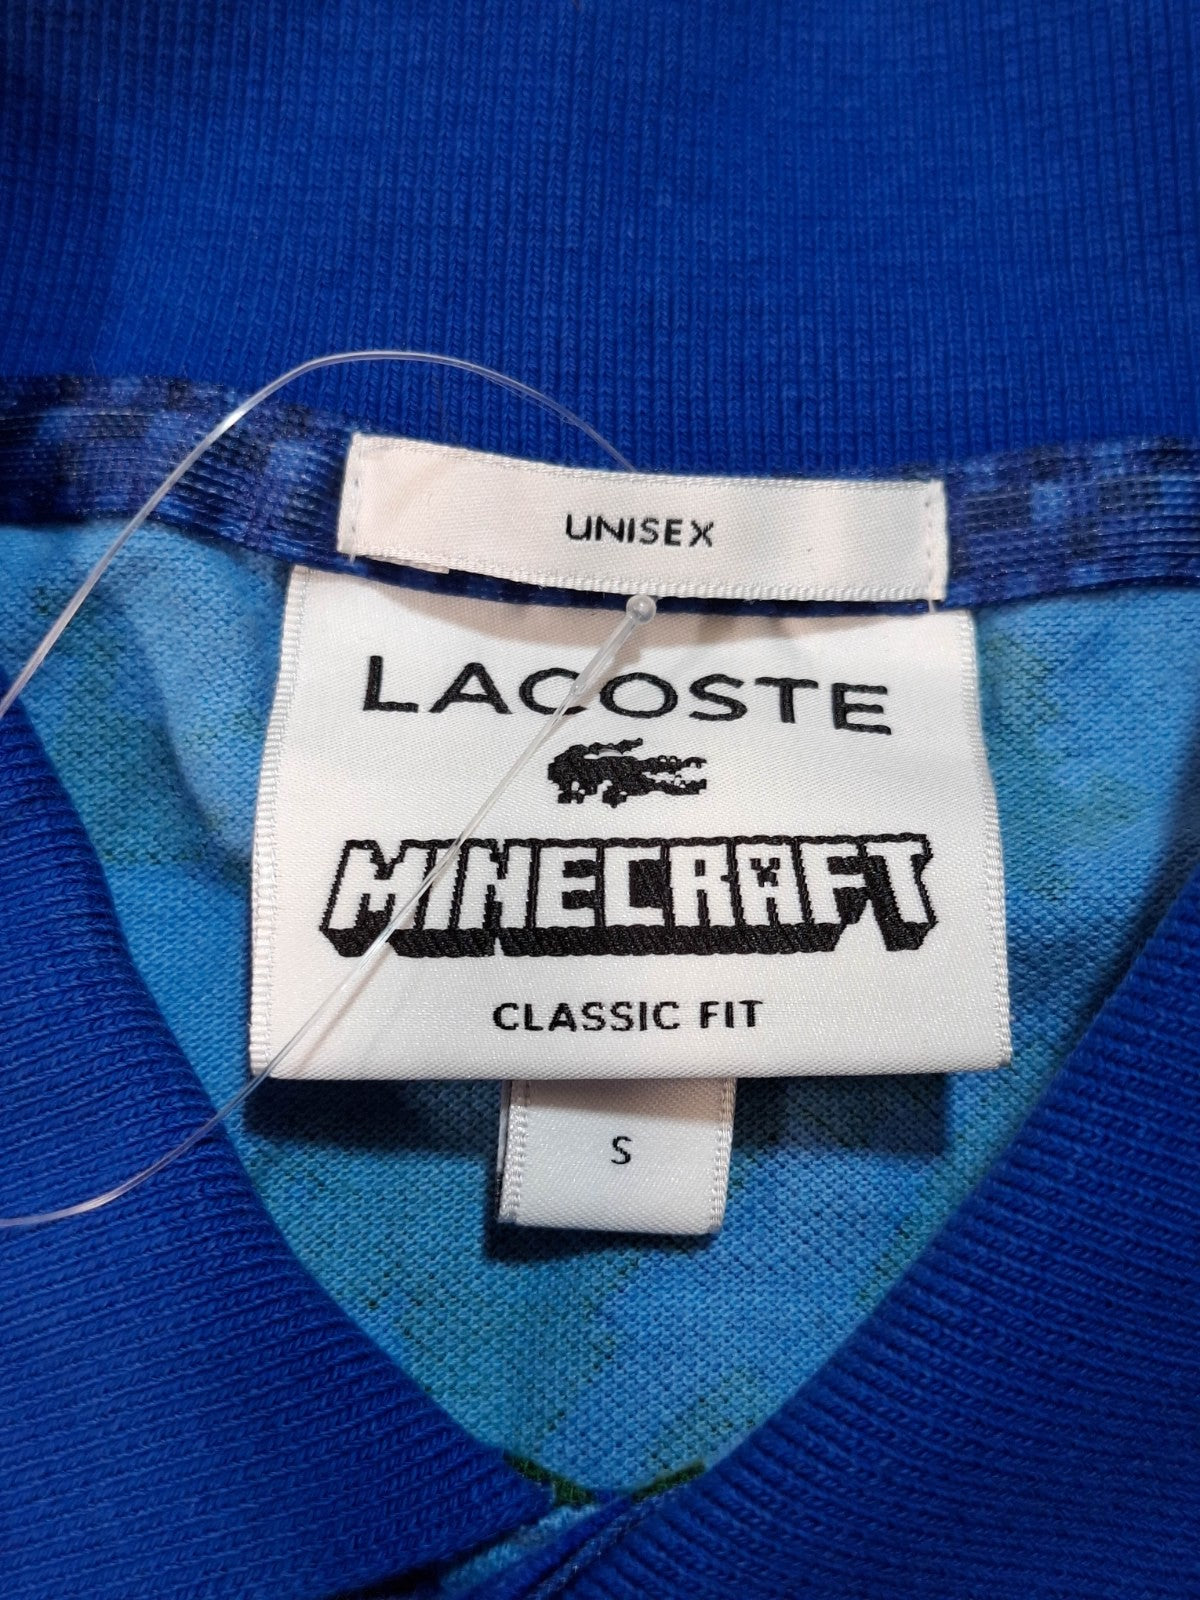 UNISEX
LACOSTE
MINECRAFT
CLASSIC FIT
S